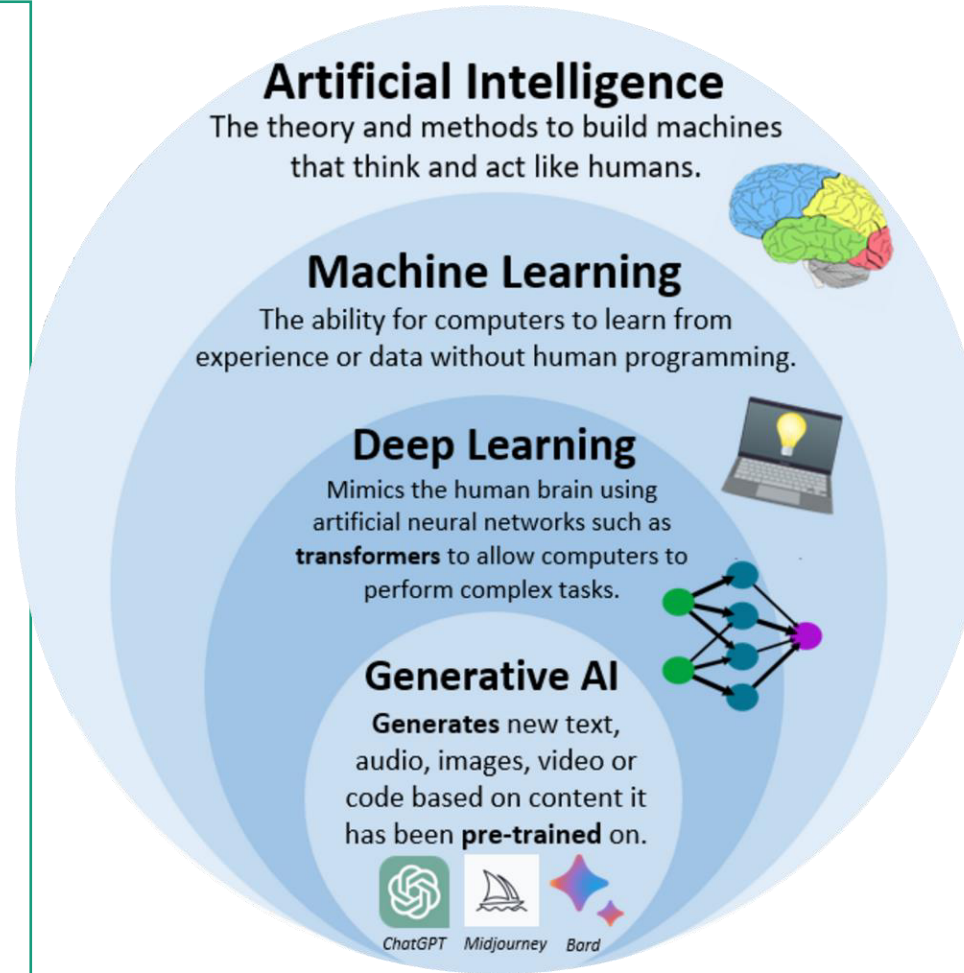 Artificial Intelligence
The theory and methods to build machines
that think and act like humans.
Machine Learning
The ability for computers to learn from
experience or data without human programming.
Deep Learning
Mimics the human brain using
artificial neural networks such as
transformers to allow computers to
perform complex tasks.
Generative AI
Generates new text,
audio, images, video or
code based on content it
has been pre-trained on.
ChatGPT Midjourney Bard